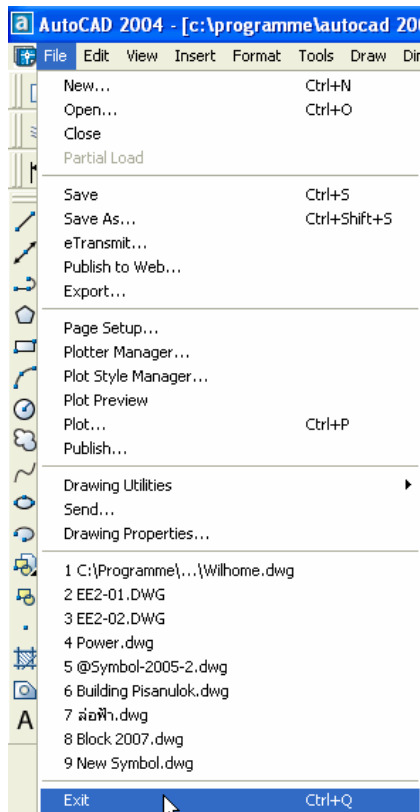 a AutoCAD 2004 - [c:\programme\autocad 200
File Edit View Insert Format Tools Draw Dir
New... Ctrl+N
Open... Ctrl+O
Close
Partial Load
Save Ctrl+S
Save As... Ctrl+Shift+S
eTransmit...
Publish to Web...
Export...
Page Setup...
Plotter Manager...
Plot Style Manager...
Plot Preview
Plot... Ctrl+P
Publish...
Drawing Utilities
Send...
Drawing Properties...
1 C:\Programme\...\Wilhome.dwg
2 EE2-01.DWG
3 EE2-02.DWG
4 Power.dwg
5 @Symbol-2005-2.dwg
6 Building Pisanulok.dwg
7 ล่อฟ้า.dwg
8 Block 2007.dwg
9 New Symbol.dwg
A
Exit Ctrl+Q